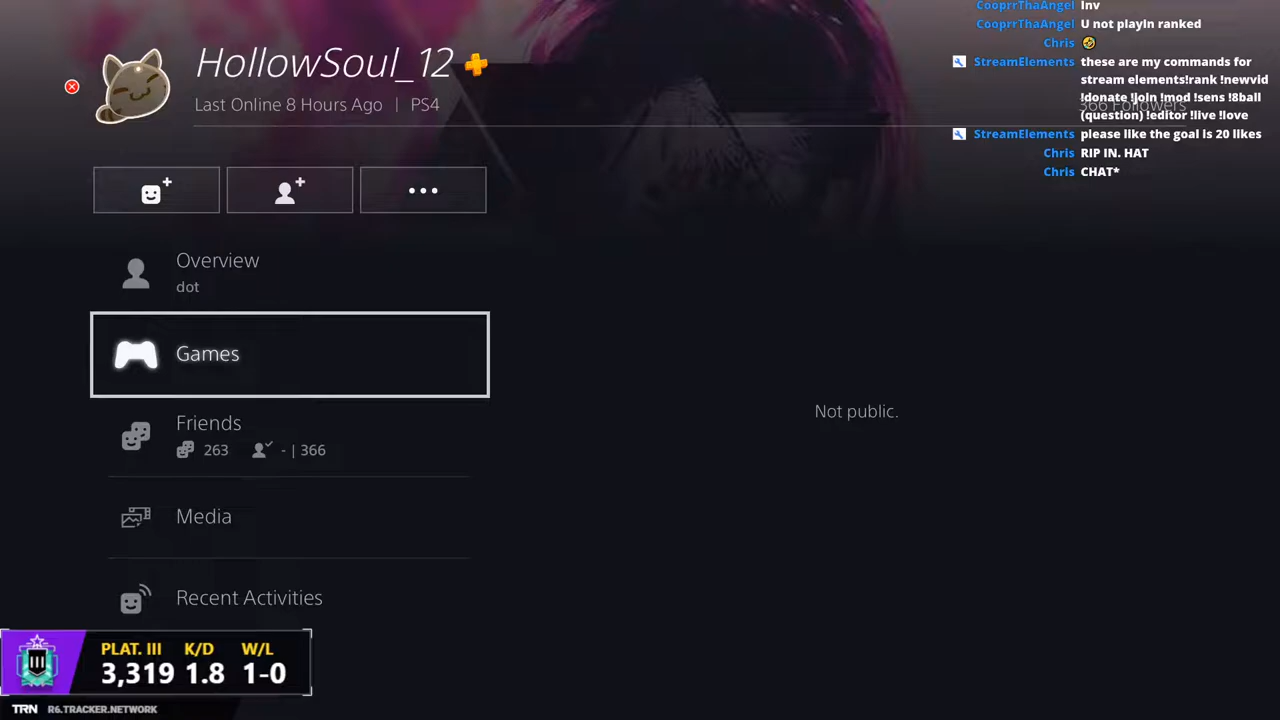 HollowSoul_12
Last Online 8 Hours Ago | PS4
366 Followers
CooprrThaAngel Inv
CooprrThaAngel U not playIn ranked
Chris 🤣
StreamElements these are my commands for
stream elements!rank !newvid
!donate !join !mod !sens !8ball
(question) !editor !live !love
StreamElements please like the goal is 20 likes
Chris RIP IN. HAT
Chris CHAT*
Overview
dot
Games
Friends
263 - | 366
Media
Recent Activities
Not public.
PLAT. III K/D W/L
3,319 1.8 1-0
III
TRN R6.TRACKER.NETWORK